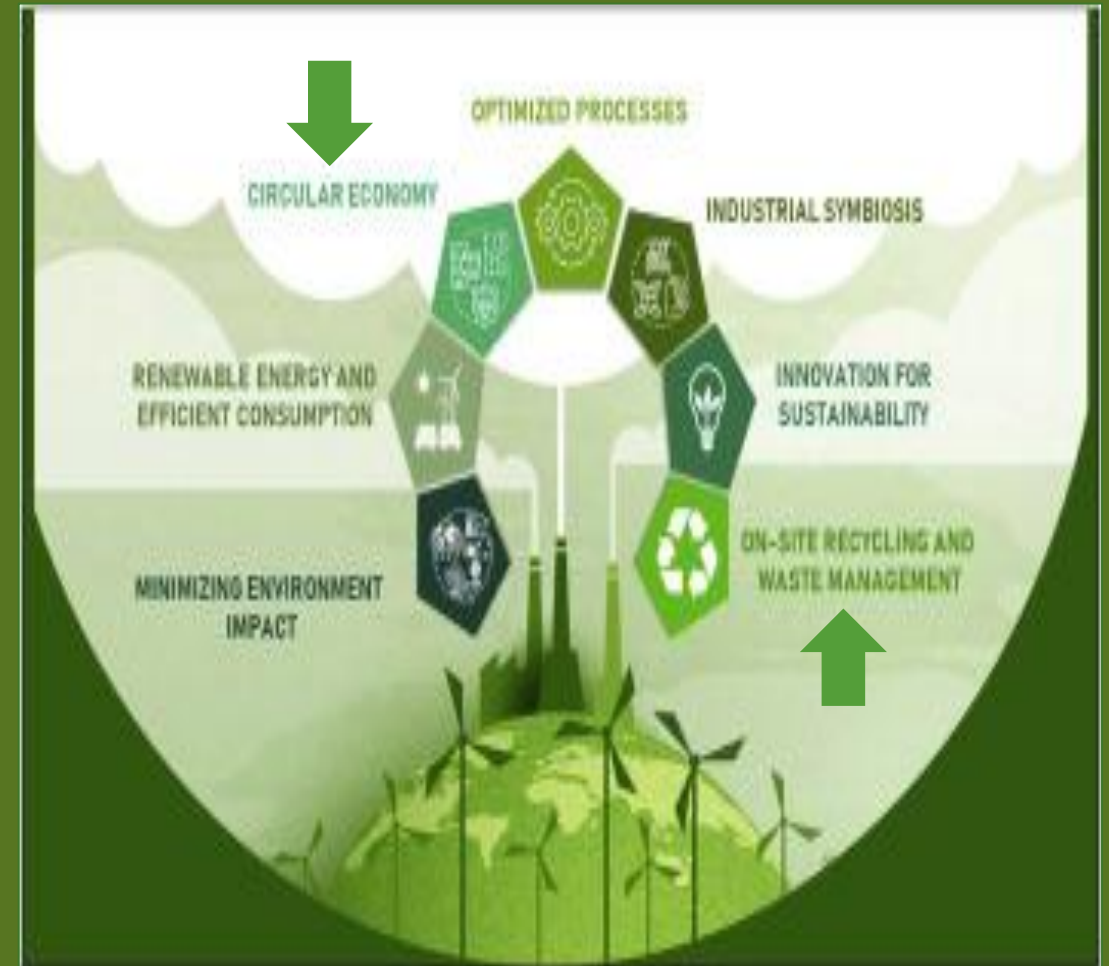 OPTIMIZED PROCESSES
CIRCULAR ECONOMY
INDUSTRIAL SYMBIOSIS
RENEWABLE ENERGY AND
EFFICIENT CONSUMPTION
INNOVATION FOR
SUSTAINABILITY
ON-SITE RECYCLING AND
WASTE MANAGEMENT
MINIMIZING ENVIRONMENT
IMPACT